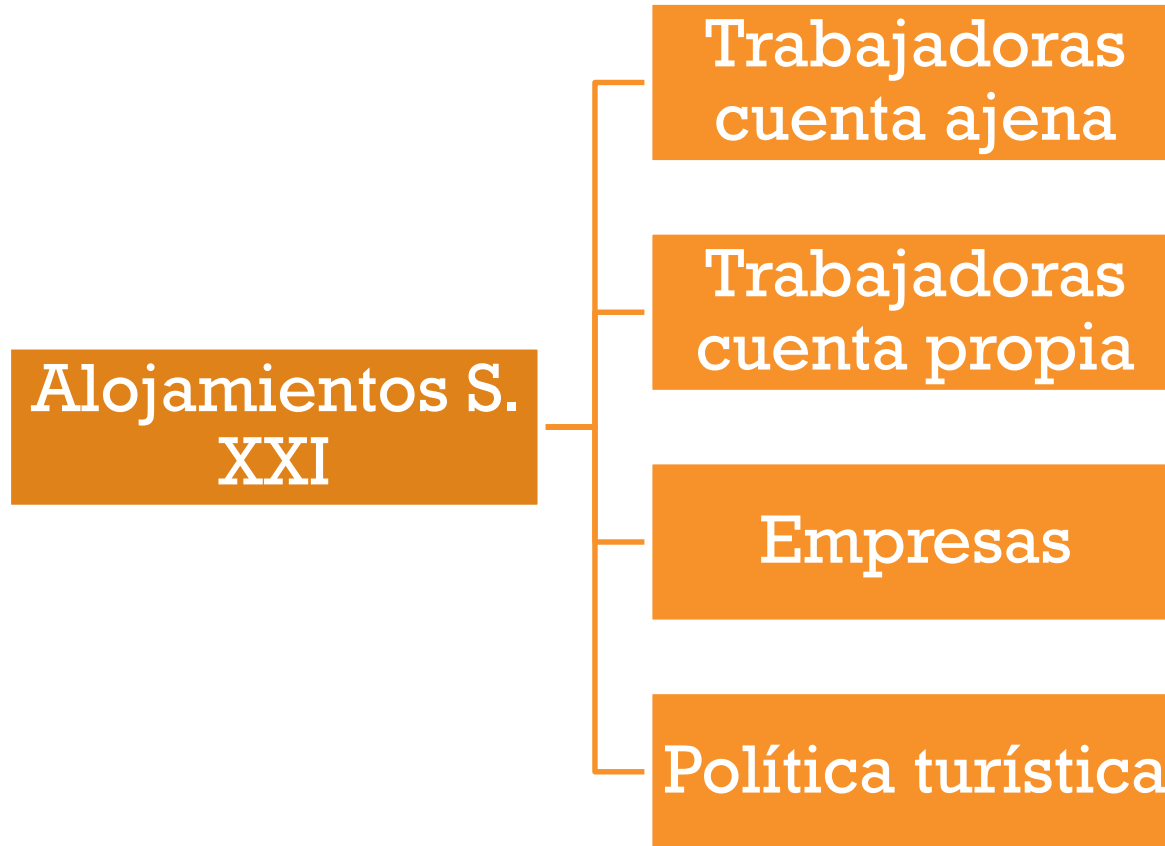 Trabajadoras
cuenta ajena
Trabajadoras
cuenta propia
Alojamientos S.
XXI
Empresas
Política turística